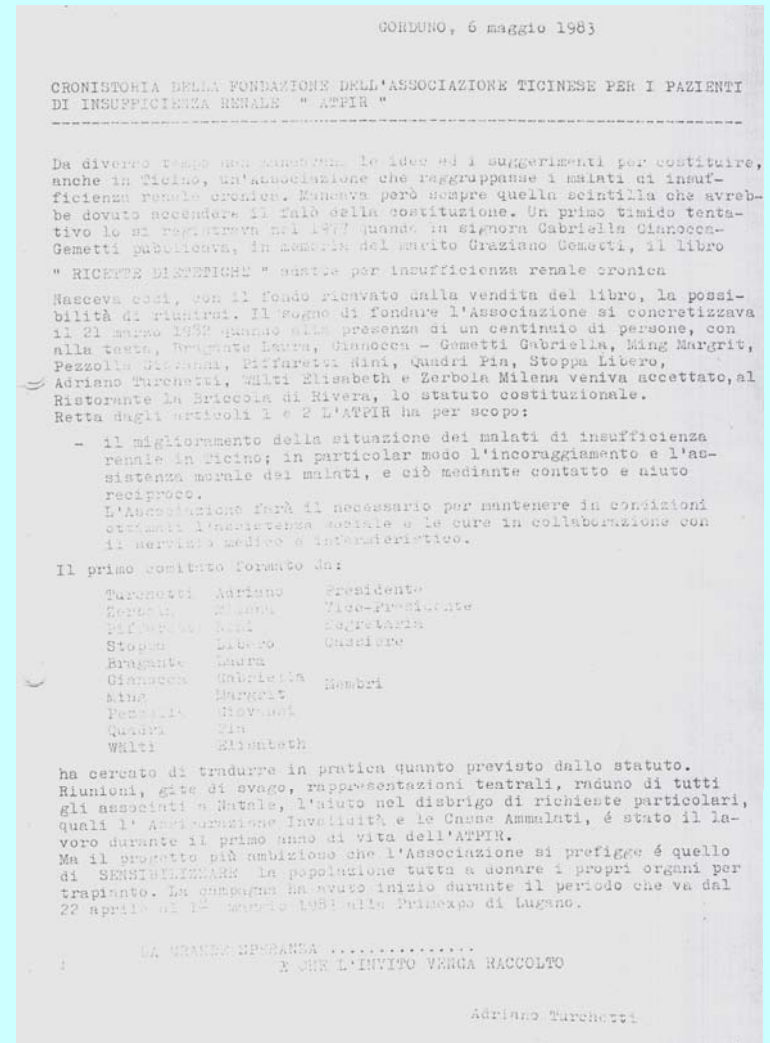 GORDUNO, 6 maggio 1983
CRONISTORIA DELLA FONDAZIONE DELL'ASSOCIAZIONE TICINESE PER I PAZIENTI
DI INSUFFICIENZA RENALE " ATPIR "
Da diverso tempo non mancavano le idee ed i suggerimenti per costituire,
anche in Ticino, un'Associazione che raggruppasse i malati di insuf-
ficienza renale cronica. Mancava però sempre quella scintilla che avreb-
be dovuto accendere il falò della costituzione. Un primo timido tenta-
tivo lo si registrava nel 1977 quando la signora Gabriella Gianocca-
Gemetti pubblicava, in memoria del marito Graziano Gemetti, il libro
" RICETTE DIETETICHE " adatte per insufficienza renale cronica
Nasceva così, con il fondo ricavato dalla vendita del libro, la possi-
bilità di riunirsi. Il sogno di fondare l'Associazione si concretizzava
il 21 marzo 1982 quando alla presenza di un centinaio di persone, con
alla testa, Bragante Laura, Gianocca - Gemetti Gabriella, Ming Margrit,
Pezzolla Giovanni, Piffaretti Nini, Quadri Pia, Stoppa Libero,
Adriano Turchetti, Wälti Elisabeth e Zerbola Milena veniva accettato, al
Ristorante la Briccola di Rivera, lo statuto costituzionale.
Retta dagli articoli 1 e 2 L'ATPIR ha per scopo:
- il miglioramento della situazione dei malati di insufficienza
renale in Ticino; in particolar modo l'incoraggiamento e l'as-
sistenza morale dei malati, e ciò mediante contatto e aiuto
reciproco.
L'Associazione farà il necessario per mantenere in condizioni
ottimali l'assistenza sociale e le cure in collaborazione con
il servizio medico e infermieristico.
Il primo comitato formato da:
Turchetti Adriano Presidente
Zerbola Milena Vice-Presidente
Piffaretti Nini Segretaria
Stoppa Libero Cassiere
Bragante Laura
Gianocca Gabriella Membri
Ming Margrit
Pezzolla Giovanni
Quadri Pia
Wälti Elisabeth
ha cercato di tradurre in pratica quanto previsto dallo statuto.
Riunioni, gite di svago, rappresentazioni teatrali, raduno di tutti
gli associati a Natale, l'aiuto nel disbrigo di richieste particolari,
quali l' Assicurazione Invalidità e le Casse Ammalati, é stato il la-
voro durante il primo anno di vita dell'ATPIR.
Ma il progetto più ambizioso che l'Associazione si prefigge é quello
di SENSIBILIZZARE la popolazione tutta a donare i propri organi per
trapianto. La campagna ha avuto inizio durante il periodo che va dal
22 aprile al maggio 1983 alla Primexpo di Lugano.
LA GRANDE SPERANZA ...............
E CHE L'INVITO VENGA RACCOLTO
Adriano Turchetti